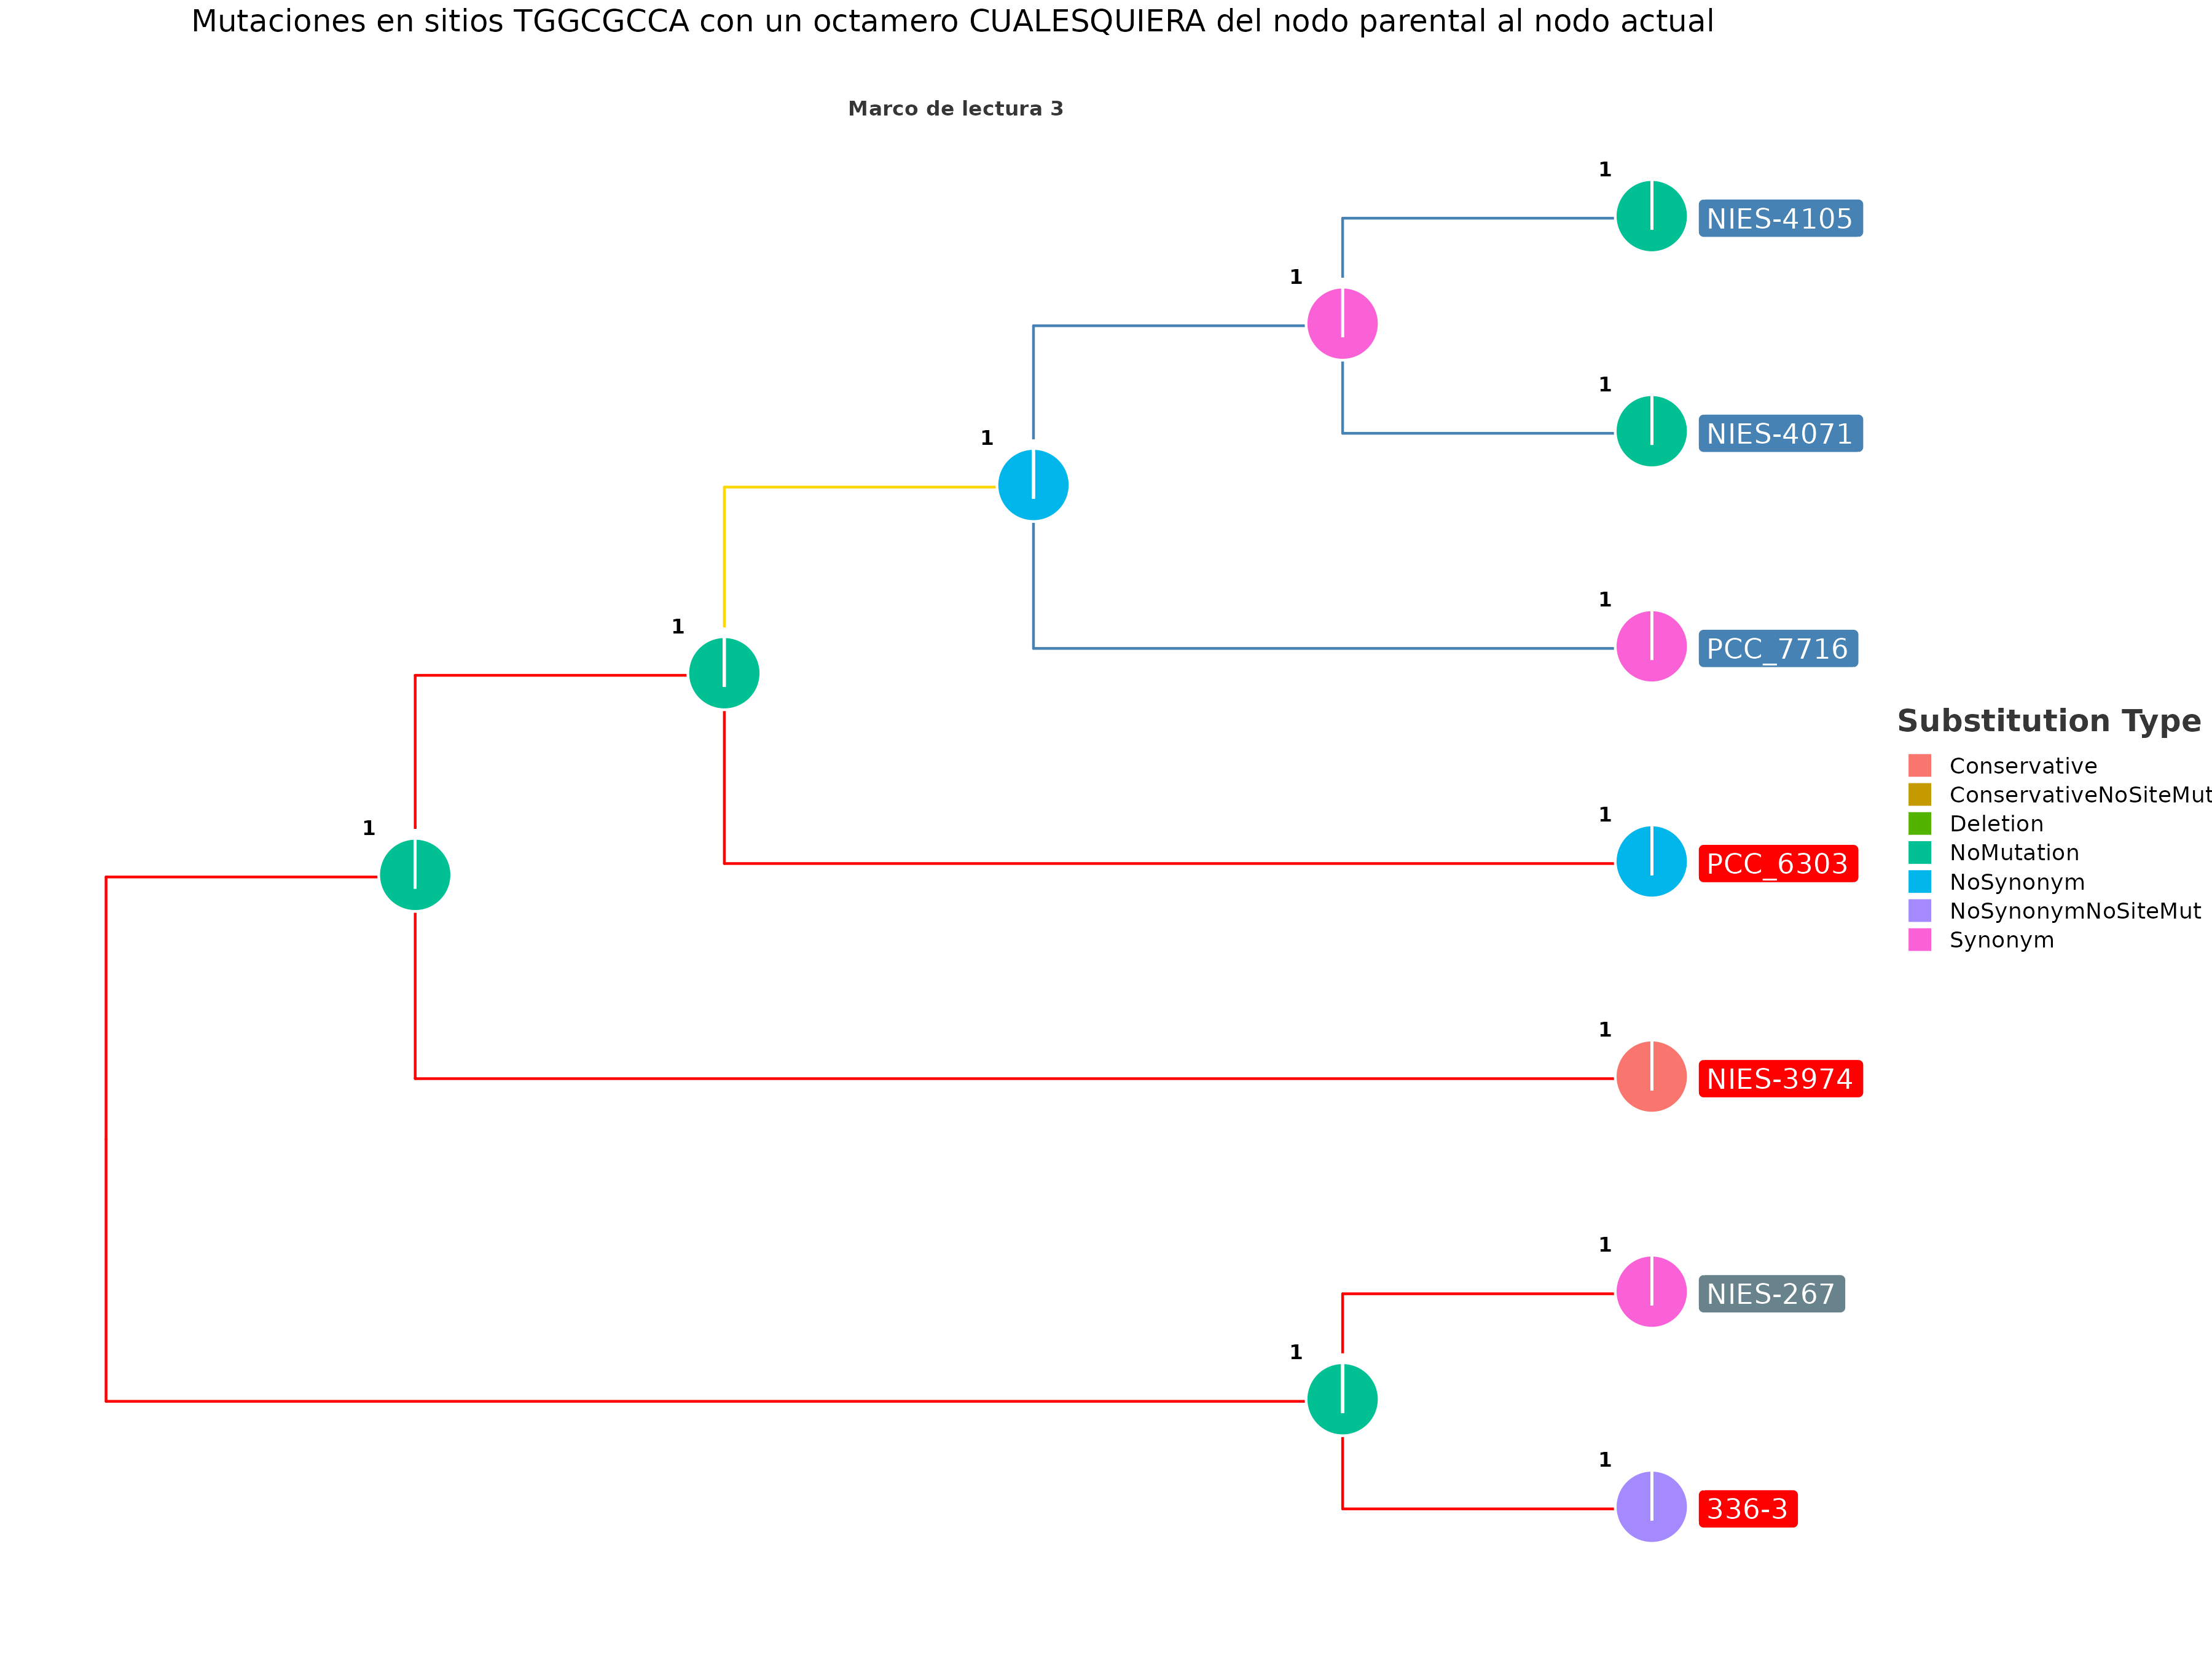 Mutaciones en sitios TGGCGCCA con un octamero CUALESQUIERA del nodo parental al nodo actual
Marco de lectura 3
1
NIES-4105
1
1
NIES-4071
1
1
PCC_7716
1
Substitution Type
Conservative
ConservativeNoSiteMut
Deletion
NoMutation
NoSynonym
NoSynonymNoSiteMut
Synonym
1
PCC_6303
1
1
NIES-3974
1
NIES-267
1
1
336-3